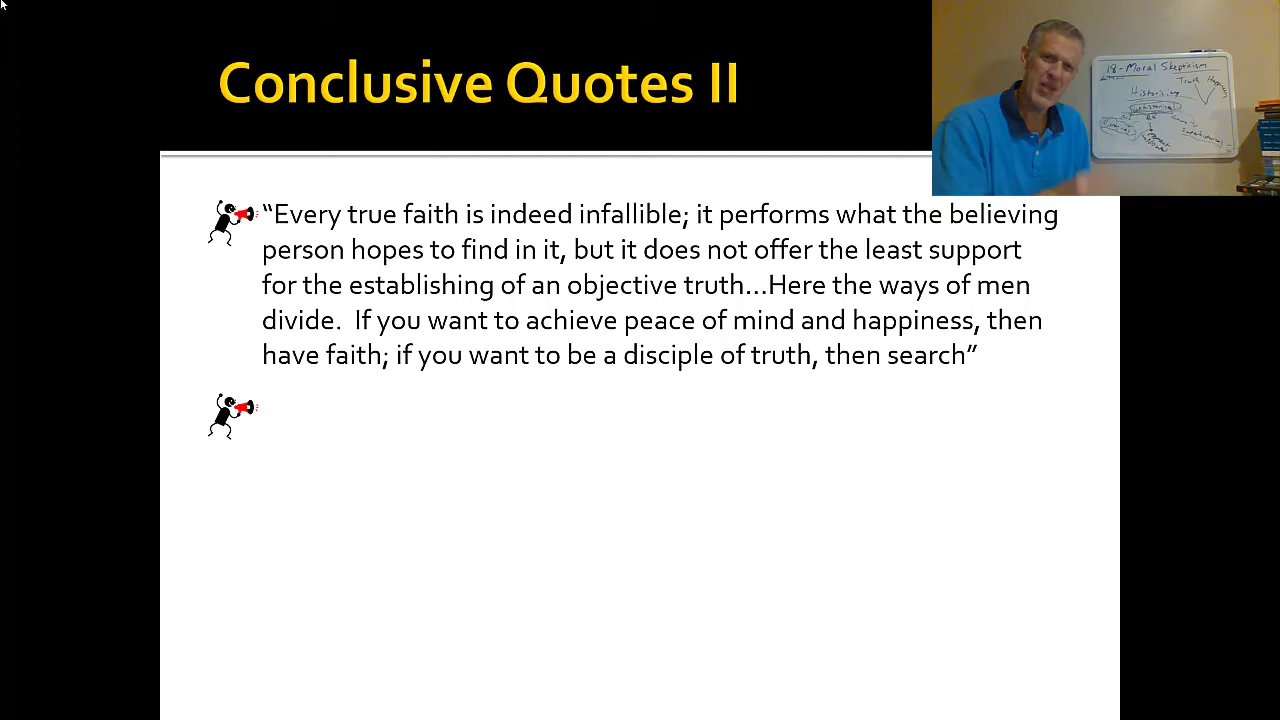 Conclusive Quotes II
18 - Moral Skepticism
Truth Happiness
Historical
“Every true faith is indeed infallible; it performs what the believing
person hopes to find in it, but it does not offer the least support
for the establishing of an objective truth…Here the ways of men
divide.  If you want to achieve peace of mind and happiness, then
have faith; if you want to be a disciple of truth, then search”